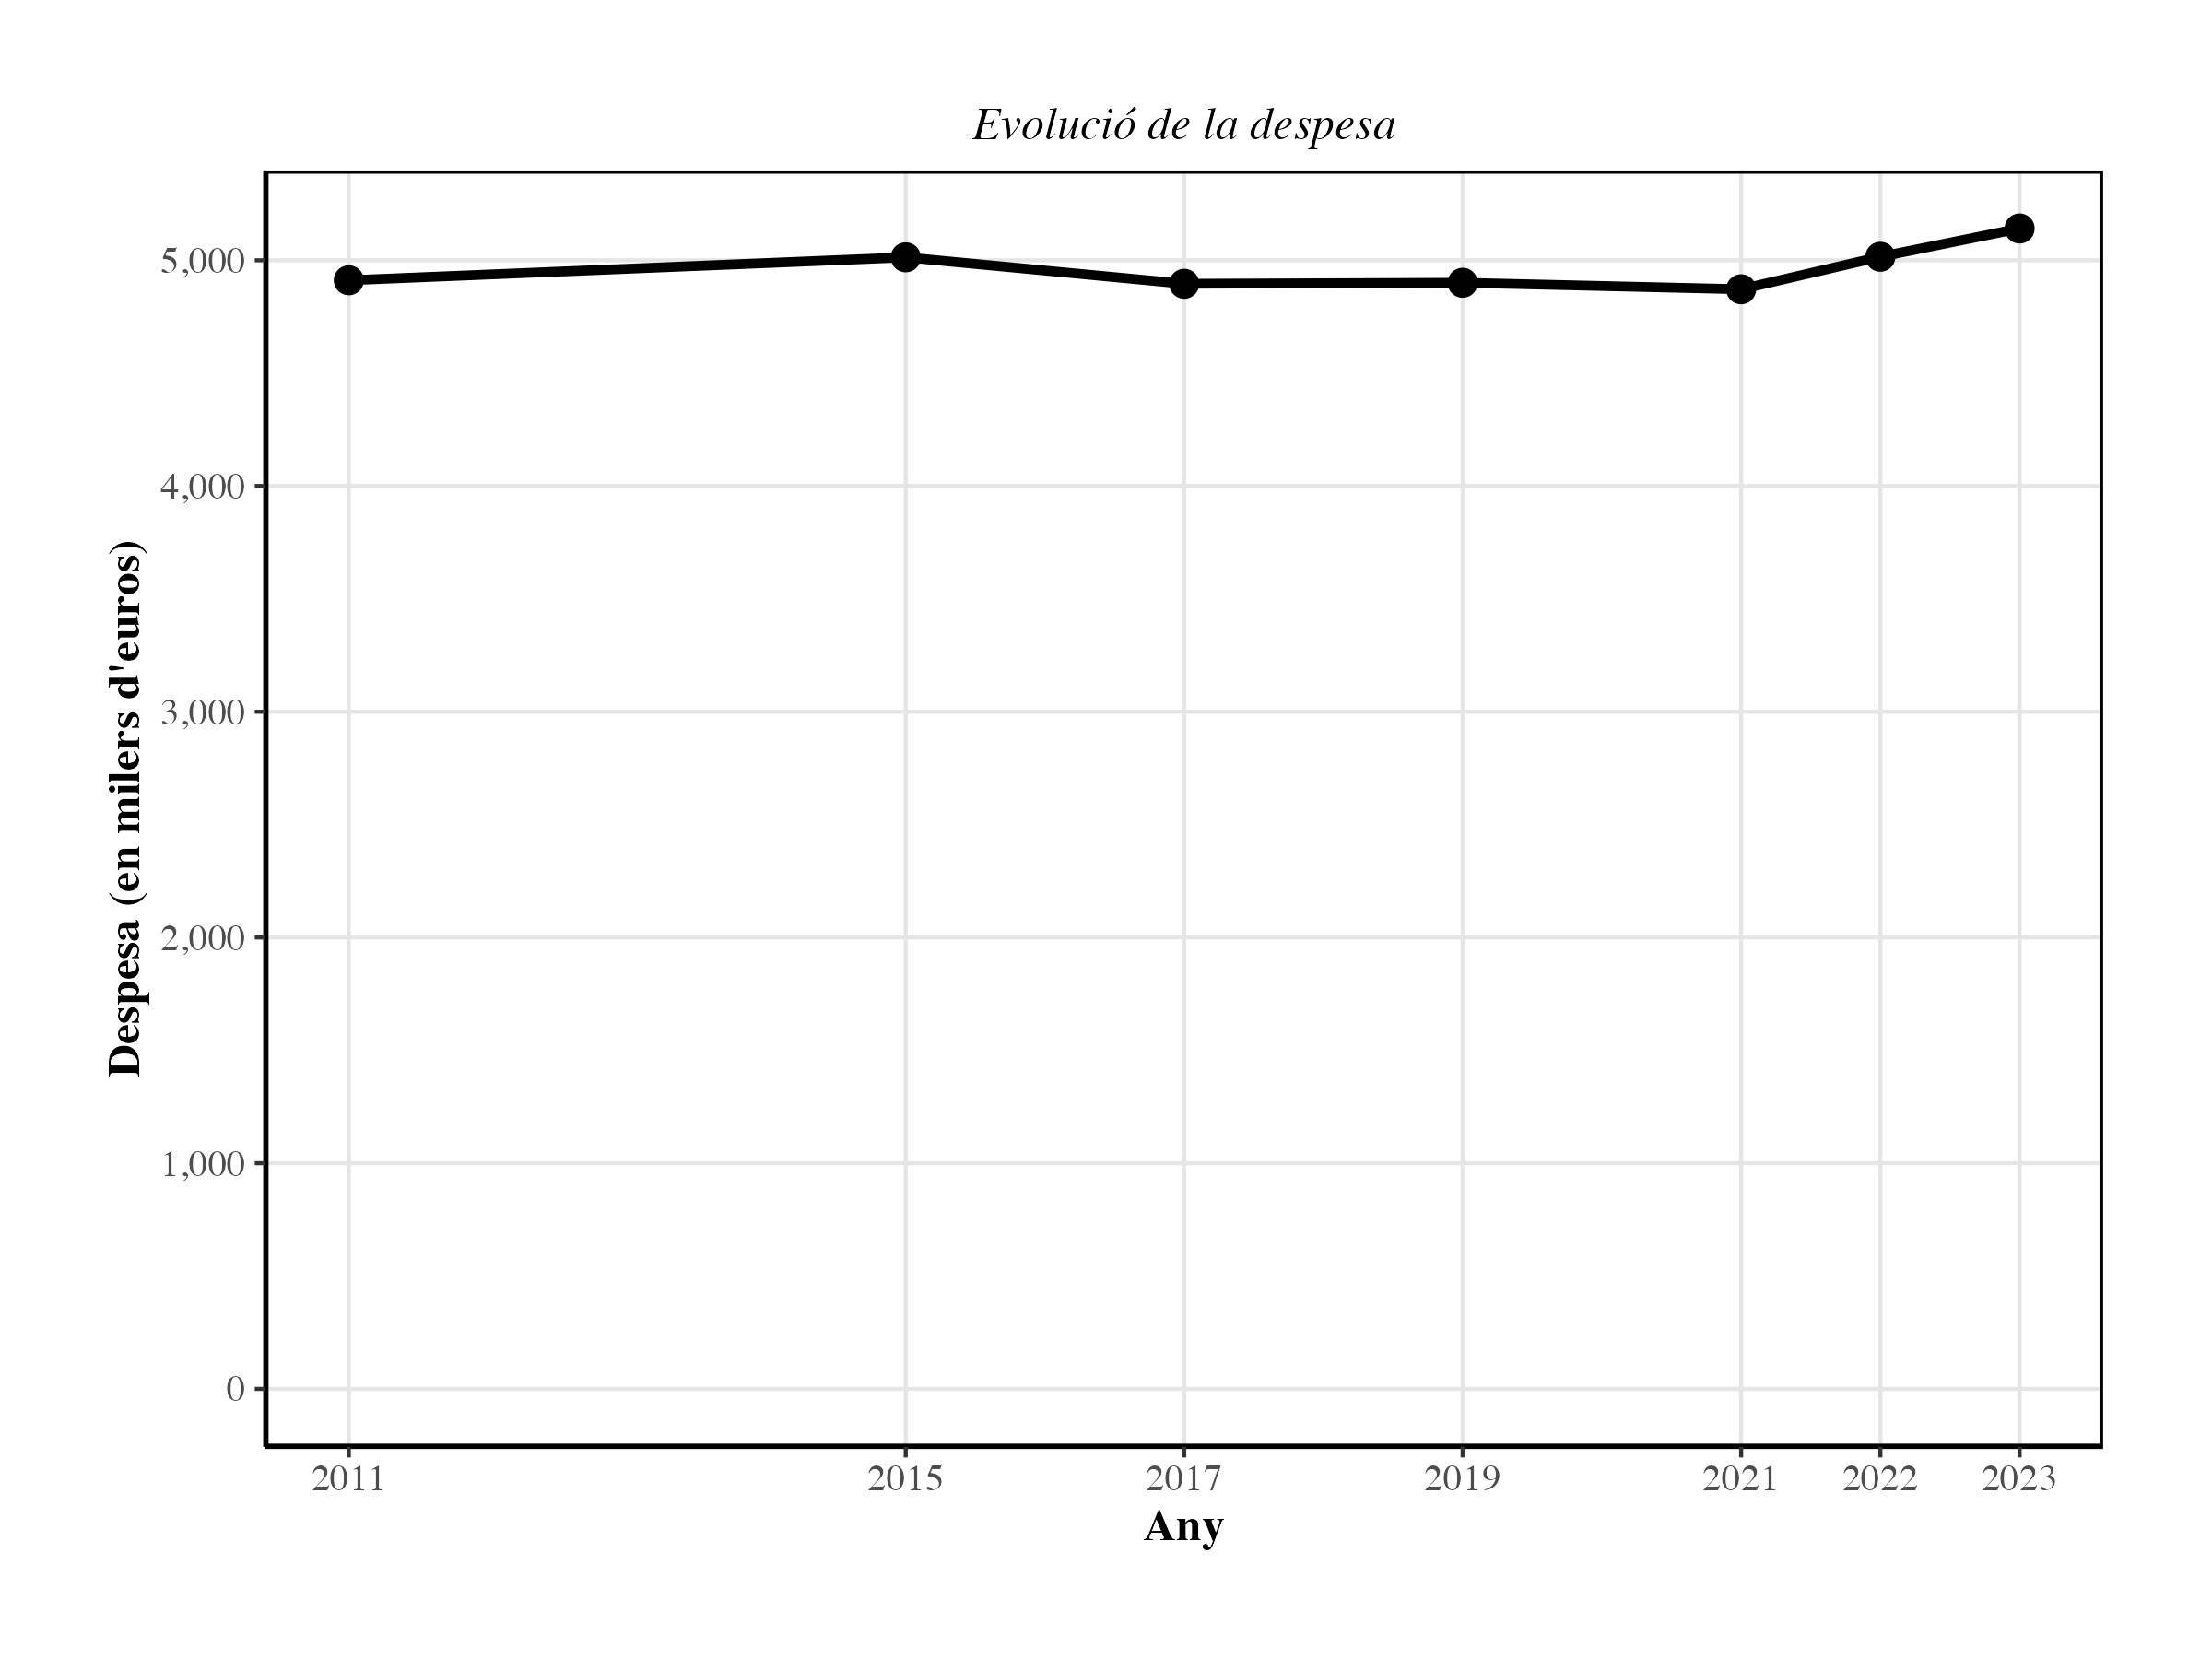 Evolució de la despesa
Despesa (en milers d'euros)
5,000
4,000
3,000
2,000
1,000
0
2011 2015 2017 2019 2021 2022 2023
Any